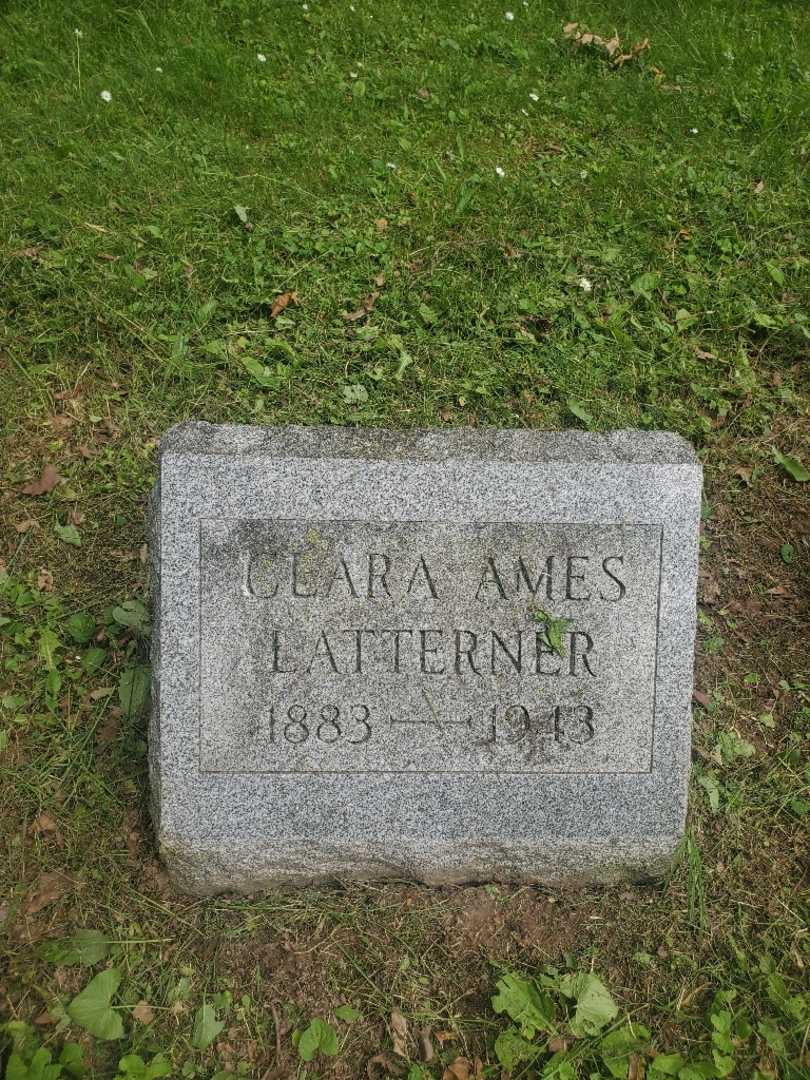 CLARA AMES
LATTERNER
1883 — 1943